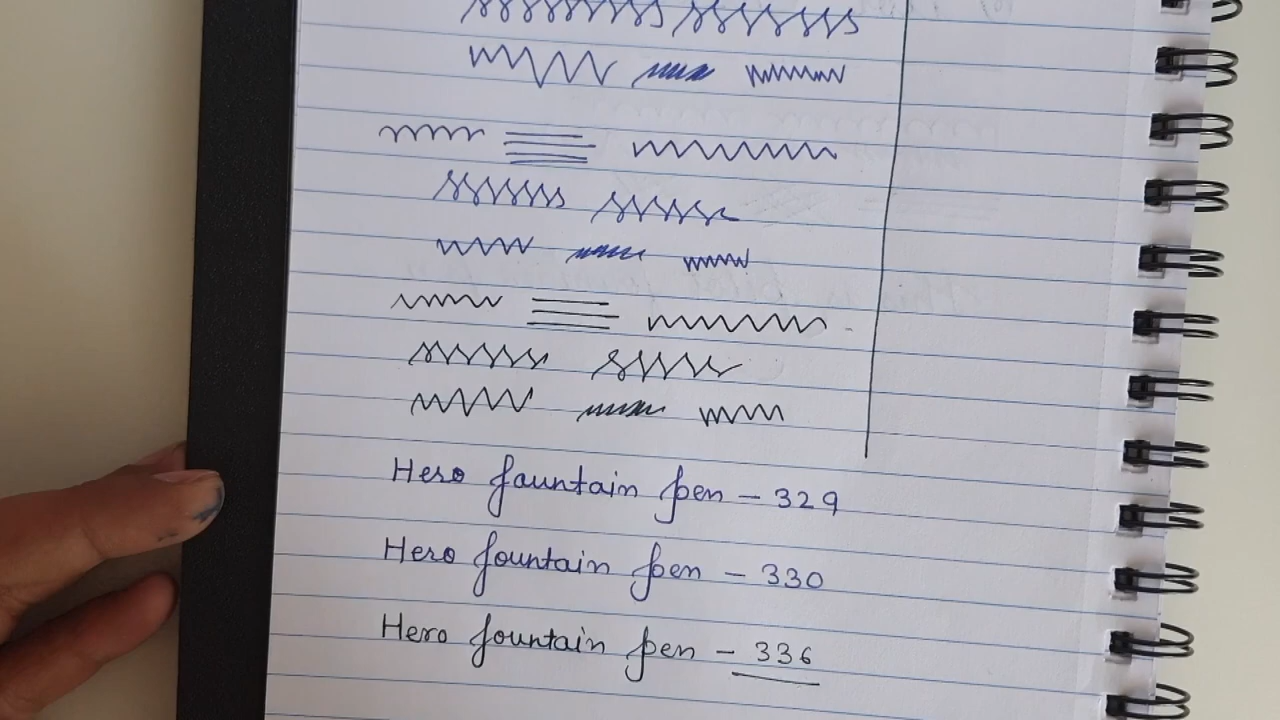 Hero fountain pen - 329
Hero fountain pen - 330
Hero fountain pen - 336